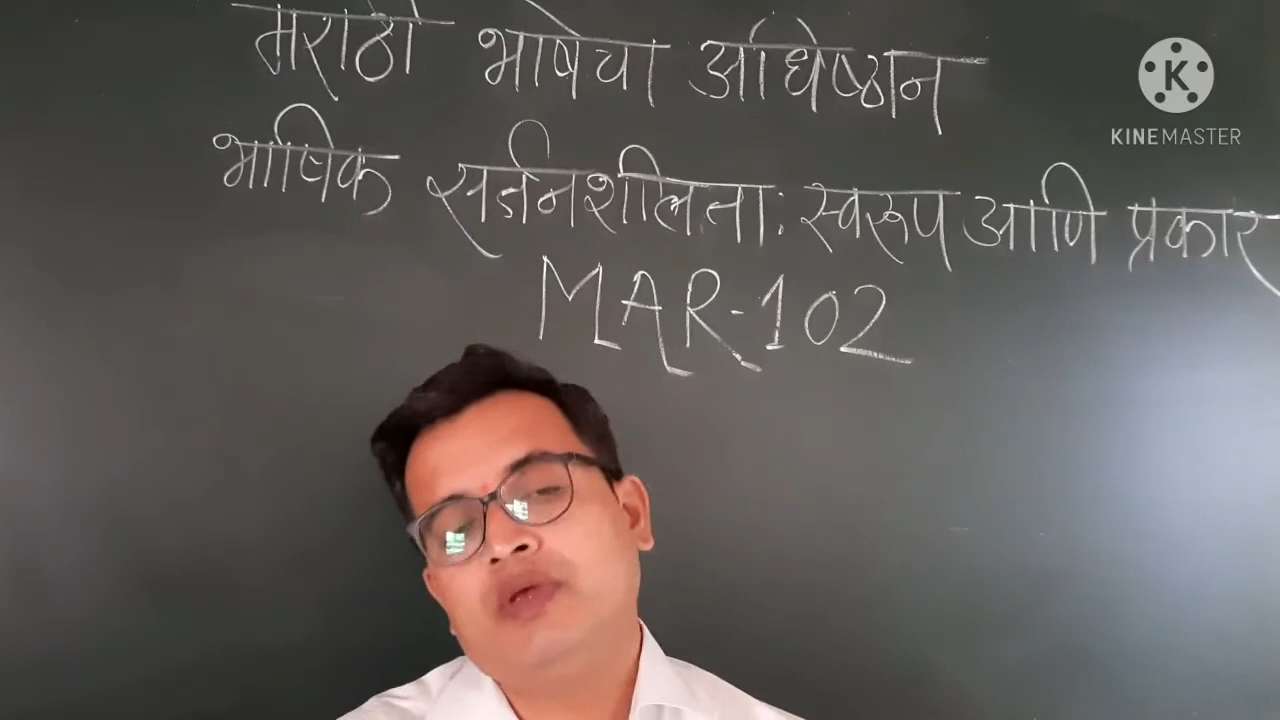 मराठी भाषेचा अधिष्ठान
भाषिक सर्जनशीलता: स्वरूप आणि प्रकार
MAR-102
K
KINEMASTER